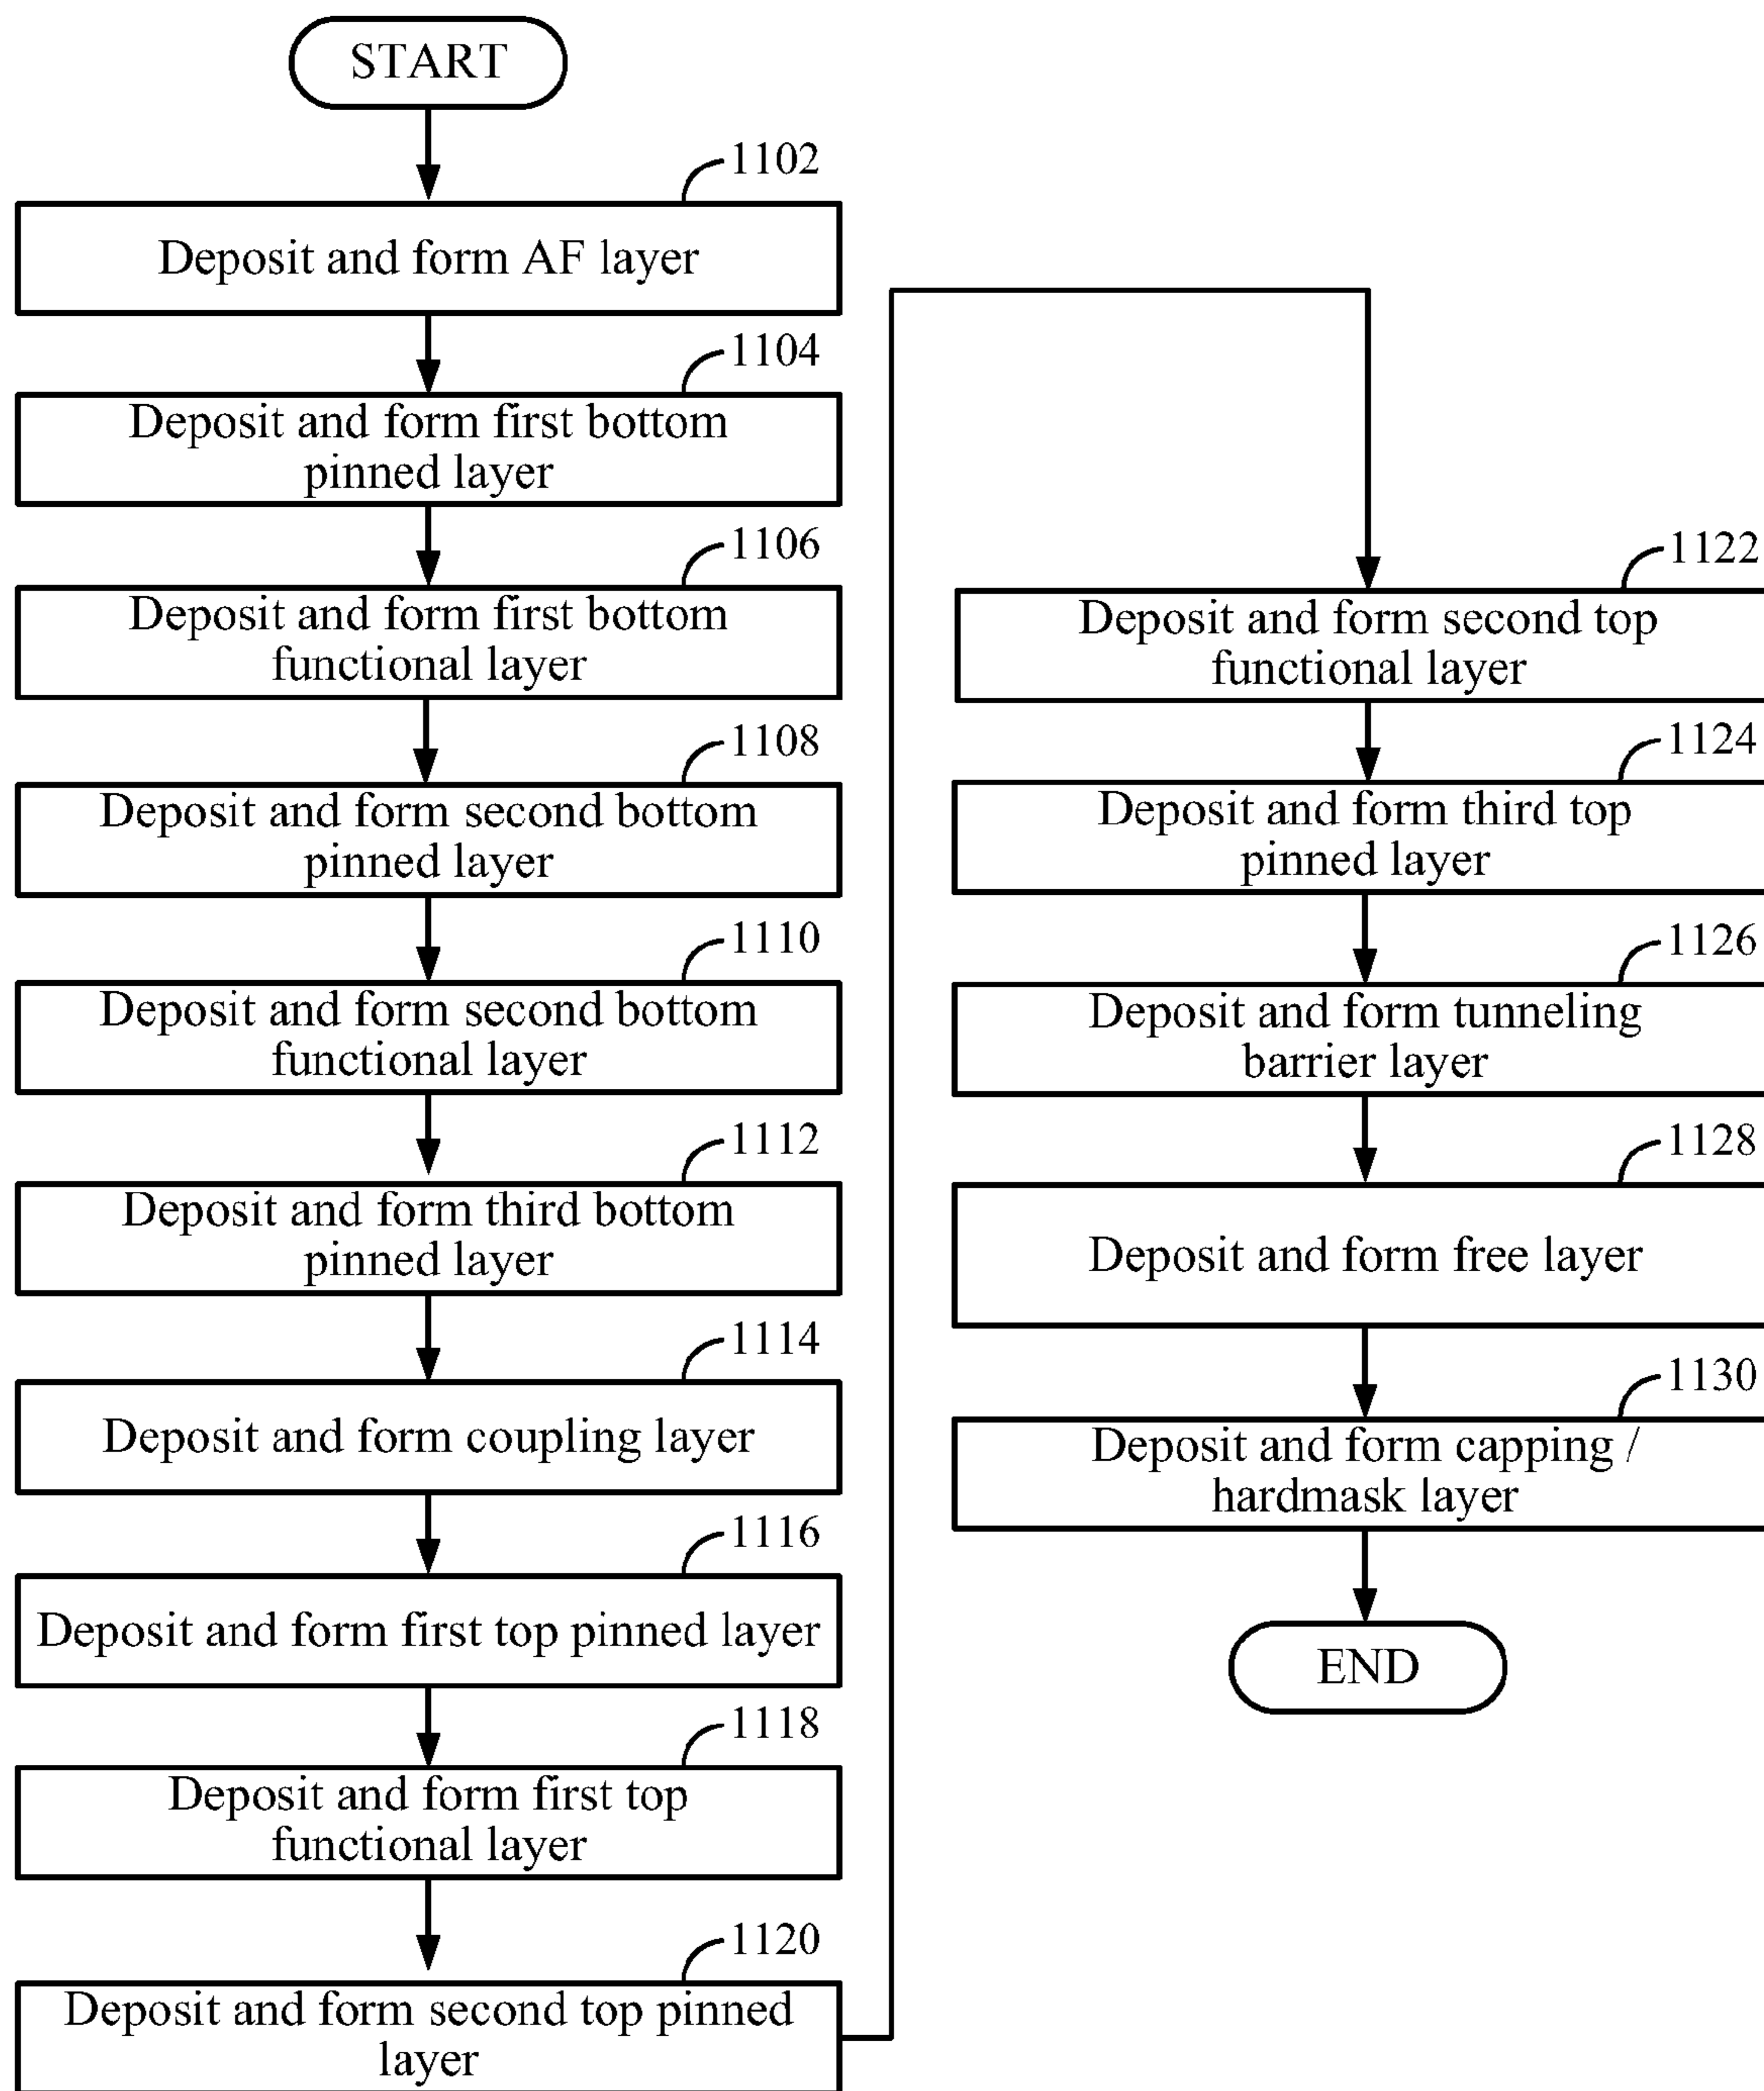 START
1102
Deposit and form AF layer
1104
Deposit and form first bottom
pinned layer
1106
Deposit and form first bottom
functional layer
1108
Deposit and form second bottom
pinned layer
1110
Deposit and form second bottom
functional layer
1112
Deposit and form third bottom
pinned layer
1114
Deposit and form coupling layer
1116
Deposit and form first top pinned layer
1118
Deposit and form first top
functional layer
1120
Deposit and form second top pinned
layer
1122
Deposit and form second top
functional layer
1124
Deposit and form third top
pinned layer
1126
Deposit and form tunneling
barrier layer
1128
Deposit and form free layer
1130
Deposit and form capping /
hardmask layer
END